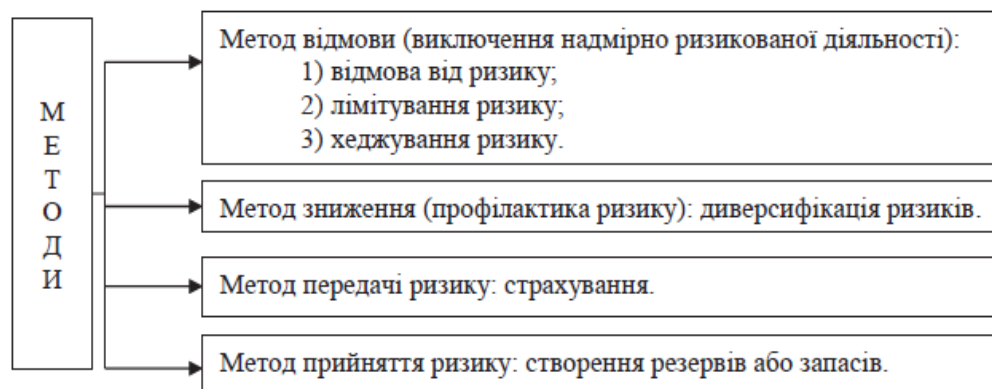 МЕТОДИ
Метод відмови (виключення надмірно ризикованої діяльності):
1) відмова від ризику;
2) лімітування ризику;
3) хеджування ризику.
Метод зниження (профілактика ризику): диверсифікація ризиків.
Метод передачі ризику: страхування.
Метод прийняття ризику: створення резервів або запасів.